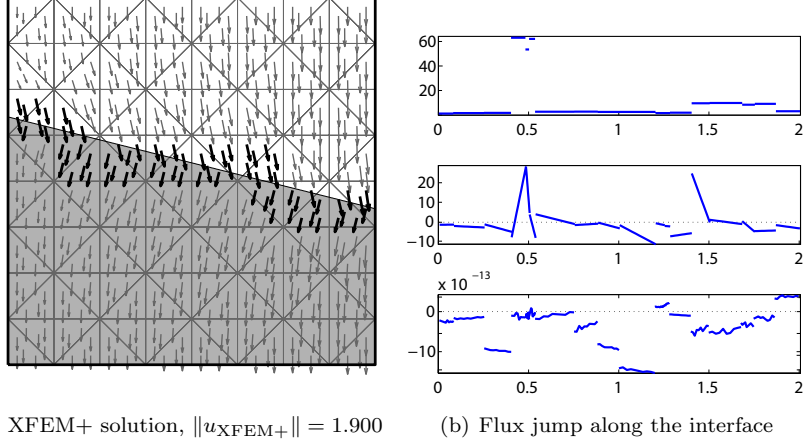 60
40
20
0 0.5 1 1.5 2
20
10
0
−10
0 0.5 1 1.5 2
x 10 −13
0
−10
0 0.5 1 1.5 2
XFEM+ solution, ‖u_XFEM+‖ = 1.900
(b) Flux jump along the interface